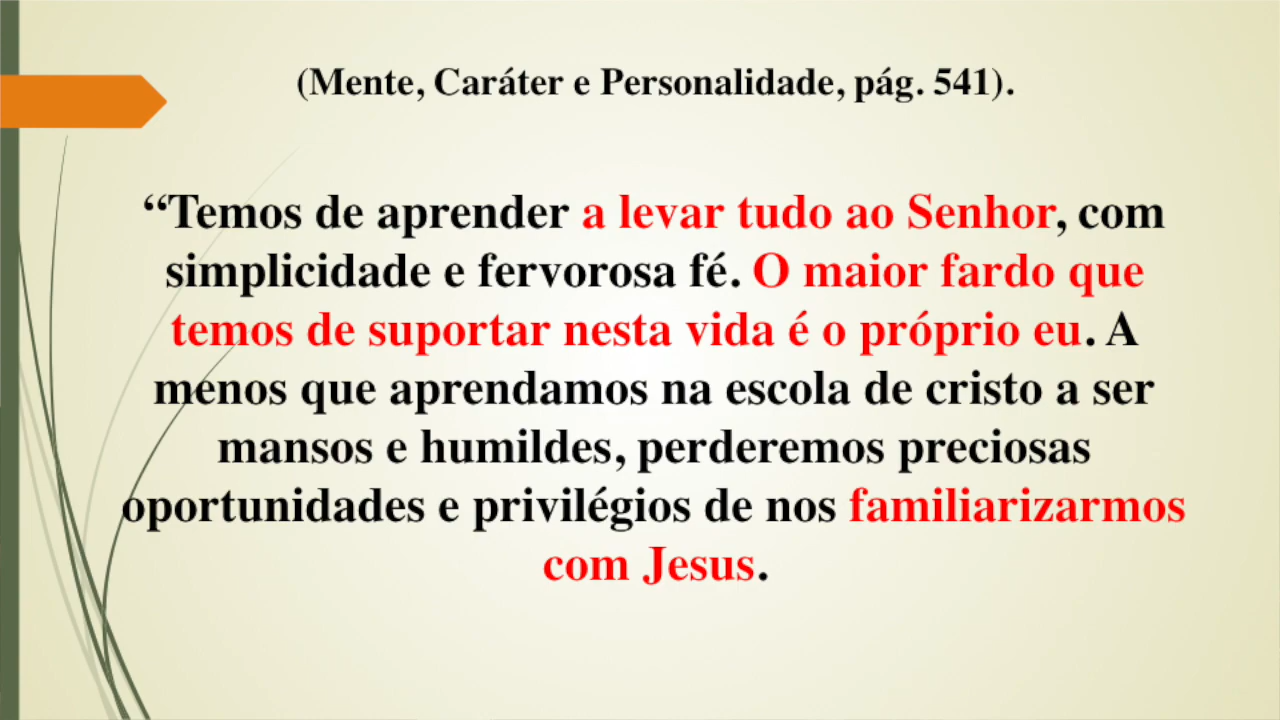 (Mente, Caráter e Personalidade, pág. 541).
“Temos de aprender a levar tudo ao Senhor, com
simplicidade e fervorosa fé. O maior fardo que
temos de suportar nesta vida é o próprio eu. A
menos que aprendamos na escola de cristo a ser
mansos e humildes, perderemos preciosas
oportunidades e privilégios de nos familiarizarmos
com Jesus.